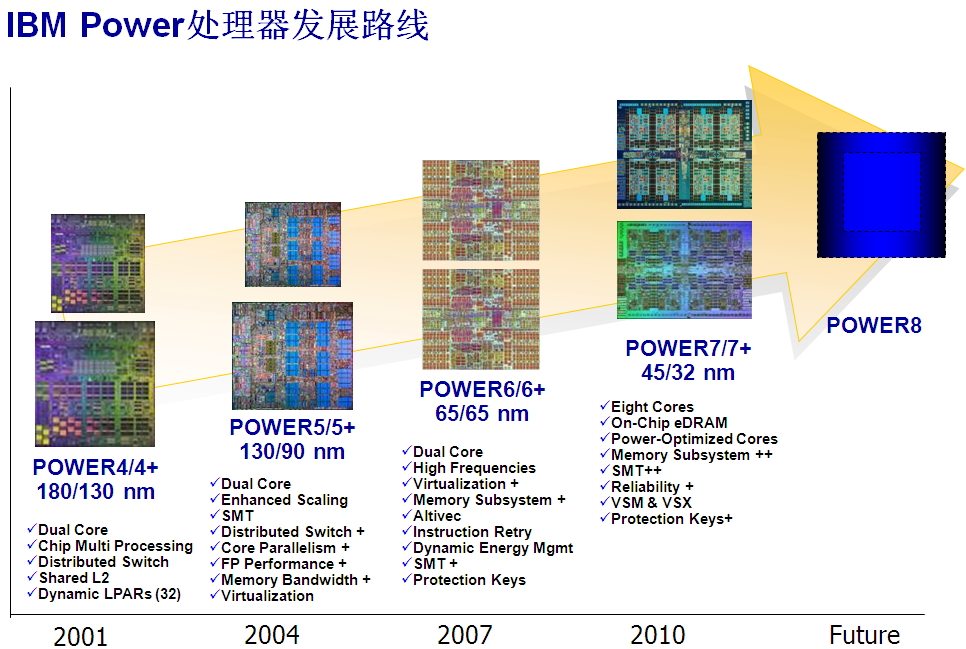 IBM Power处理器发展路线
POWER4/4+
180/130 nm
✓Dual Core
✓Chip Multi Processing
✓Distributed Switch
✓Shared L2
✓Dynamic LPARs (32)
POWER5/5+
130/90 nm
✓Dual Core
✓Enhanced Scaling
✓SMT
✓Distributed Switch +
✓Core Parallelism +
✓FP Performance +
✓Memory Bandwidth +
✓Virtualization
POWER6/6+
65/65 nm
✓Dual Core
✓High Frequencies
✓Virtualization +
✓Memory Subsystem +
✓Altivec
✓Instruction Retry
✓Dynamic Energy Mgmt
✓SMT +
✓Protection Keys
POWER7/7+
45/32 nm
✓Eight Cores
✓On-Chip eDRAM
✓Power-Optimized Cores
✓Memory Subsystem ++
✓SMT++
✓Reliability +
✓VSM & VSX
✓Protection Keys+
POWER8
2001
2004
2007
2010
Future